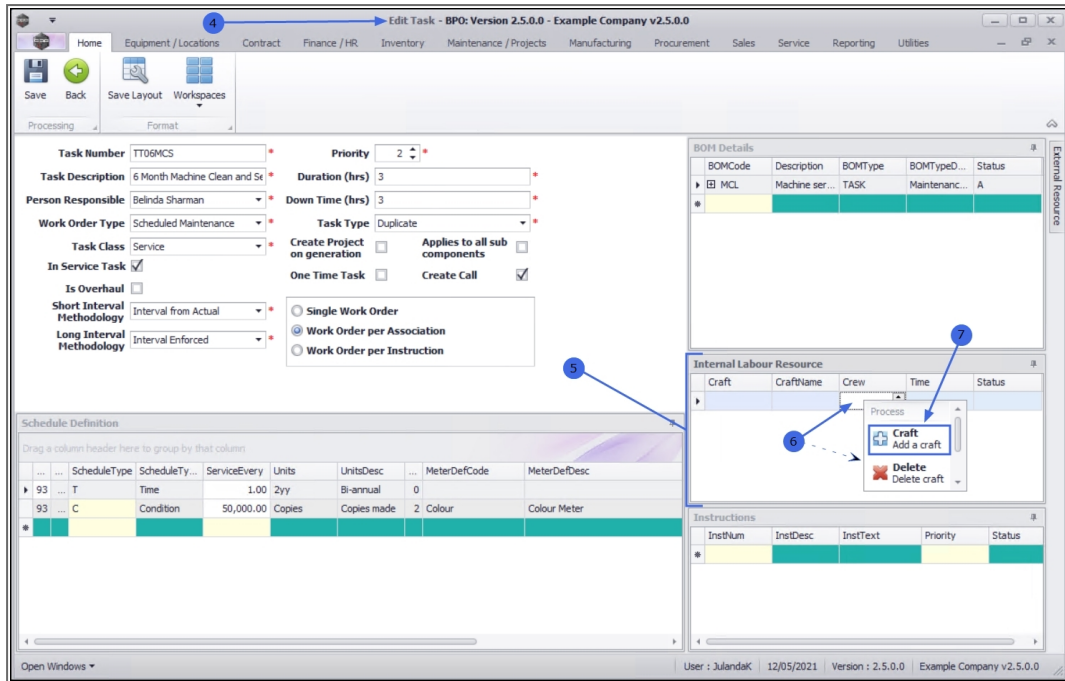 4
Edit Task - BPO: Version 2.5.0.0 - Example Company v2.5.0.0
Home Equipment / Locations Contract Finance / HR Inventory Maintenance / Projects Manufacturing Procurement Sales Service Reporting Utilities
Save Back Save Layout Workspaces
Processing Format
Task Number TT06MCS * Priority 2 *
Task Description 6 Month Machine Clean and Se * Duration (hrs) 3 *
Person Responsible Belinda Sharman * Down Time (hrs) 3 *
Work Order Type Scheduled Maintenance * Task Type Duplicate *
Task Class Service * Create Project on generation Applies to all sub components
In Service Task One Time Task Create Call
Is Overhaul
Short Interval Methodology Interval from Actual *
Long Interval Methodology Interval Enforced *
Single Work Order
Work Order per Association
Work Order per Instruction
BOM Details
BOMCode Description BOMType BOMTypeD... Status
MCL Machine ser... TASK Maintenanc... A
External Resource
7
5
Internal Labour Resource
Craft CraftName Crew Time Status
6
Process
Craft
Add a craft
Delete
Delete craft
Schedule Definition
Drag a column header here to group by that column
... ... ScheduleType ScheduleTy... ServiceEvery Units UnitsDesc ... MeterDefCode MeterDefDesc
93 ... T Time 1.00 2yy Bi-annual 0
93 ... C Condition 50,000.00 Copies Copies made 2 Colour Colour Meter
Instructions
InstNum InstDesc InstText Priority Status
Open Windows User : JulandaK 12/05/2021 Version : 2.5.0.0 Example Company v2.5.0.0